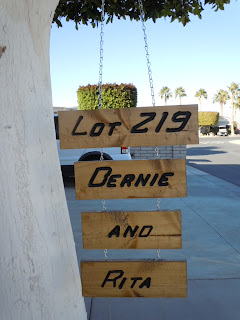 LOT 219
BERNIE
AND
RITA